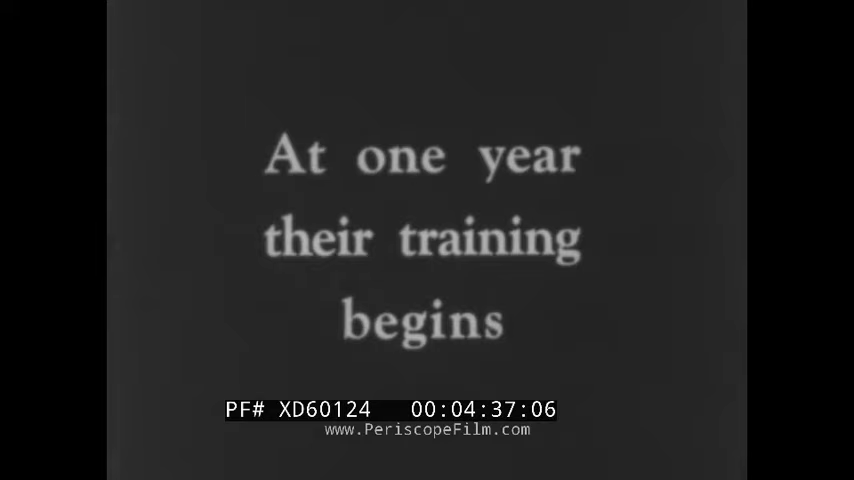 At one year
their training
begins
PF# XD60124 00:04:37:06
www.PeriscopeFilm.com